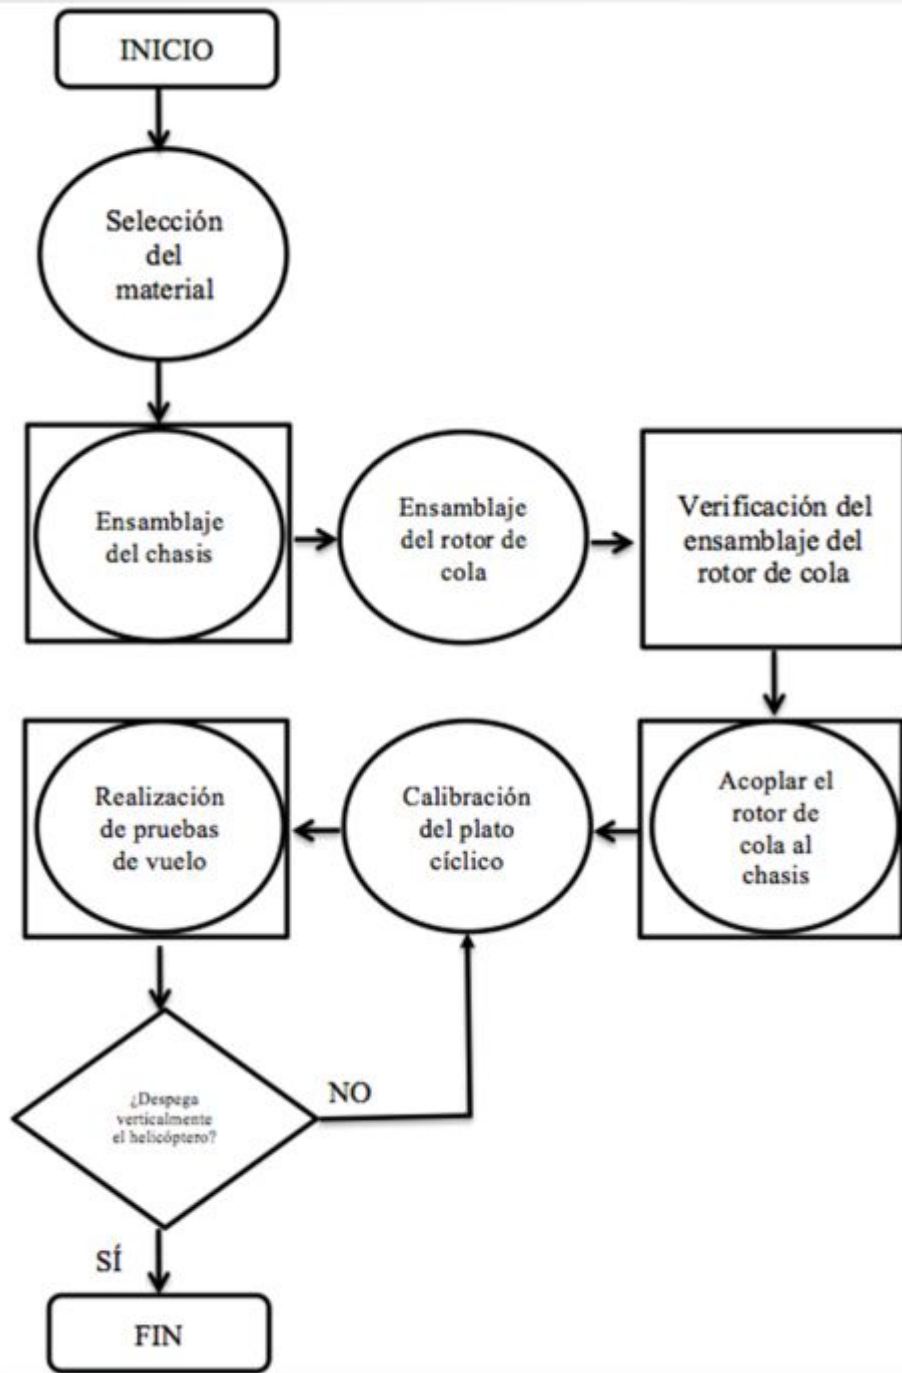 INICIO
Selección
del
material
Ensamblaje
del chasis
Ensamblaje
del rotor de
cola
Verificación del
ensamblaje del
rotor de cola
Acoplar el
rotor de
cola al
chasis
Calibración
del plato
cíclico
Realización
de pruebas
de vuelo
¿Despega
verticalmente
el helicóptero?
NO
SÍ
FIN